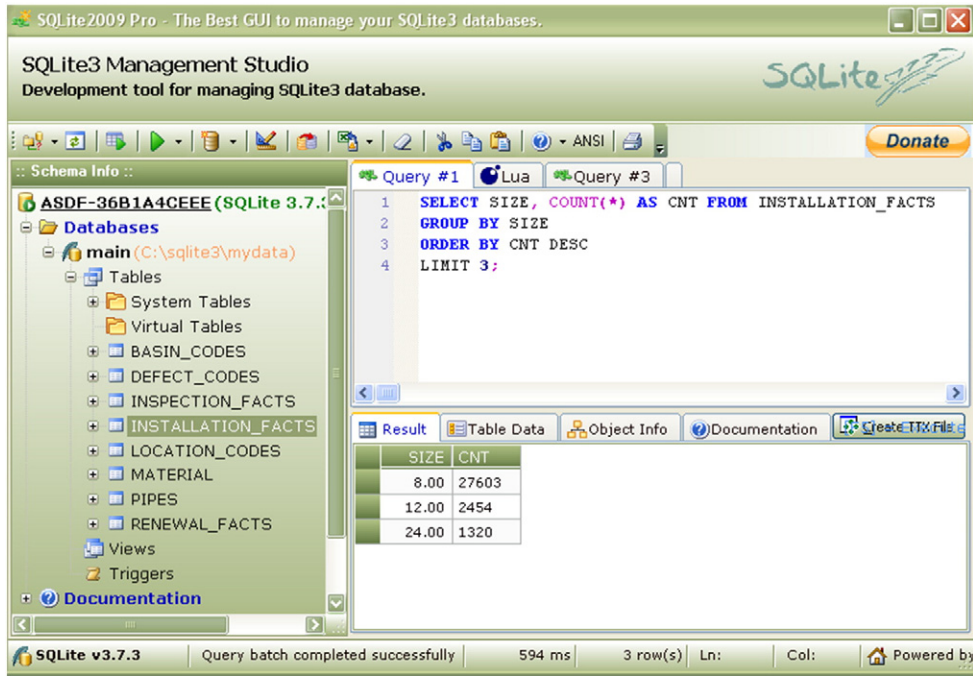 SQLite2009 Pro - The Best GUI to manage your SQLite3 databases.
SQLite3 Management Studio
Development tool for managing SQLite3 database.
SQLite
ANSI
Donate
:: Schema Info ::
ASDF-36B1A4CEEE (SQLite 3.7.
Databases
main (C:\sqlite3\mydata)
Tables
System Tables
Virtual Tables
BASIN_CODES
DEFECT_CODES
INSPECTION_FACTS
INSTALLATION_FACTS
LOCATION_CODES
MATERIAL
PIPES
RENEWAL_FACTS
Views
Triggers
Documentation
Query #1 Lua Query #3
1 SELECT SIZE, COUNT(*) AS CNT FROM INSTALLATION_FACTS
2 GROUP BY SIZE
3 ORDER BY CNT DESC
4 LIMIT 3;
Result Table Data Object Info Documentation Create TTX File
SIZE CNT
8.00 27603
12.00 2454
24.00 1320
SQLite v3.7.3 Query batch completed successfully 594 ms 3 row(s) Ln: Col: Powered by